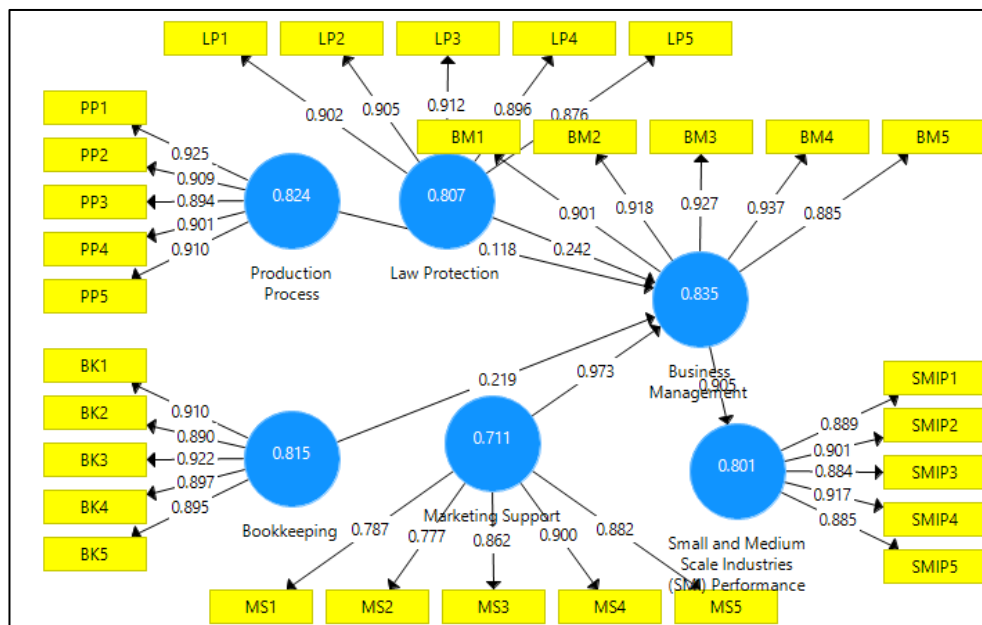 LP1 LP2 LP3 LP4 LP5
0.902 0.905 0.912 0.896 0.876
PP1
PP2
PP3
PP4
PP5
0.925
0.909
0.894
0.901
0.910
0.824
Production
Process
0.807
Law Protection
BM1 BM2 BM3 BM4 BM5
0.901 0.918 0.927 0.937 0.885
0.118 0.242
0.835
Business
Management
0.219 0.973
0.905
BK1
BK2
BK3
BK4
BK5
0.910
0.890
0.922
0.897
0.895
0.815
Bookkeeping
0.711
Marketing Support
0.787 0.777 0.862 0.900 0.882
MS1 MS2 MS3 MS4 MS5
0.801
Small and Medium
Scale Industries
(SMI) Performance
0.889
0.901
0.884
0.917
0.885
SMIP1
SMIP2
SMIP3
SMIP4
SMIP5